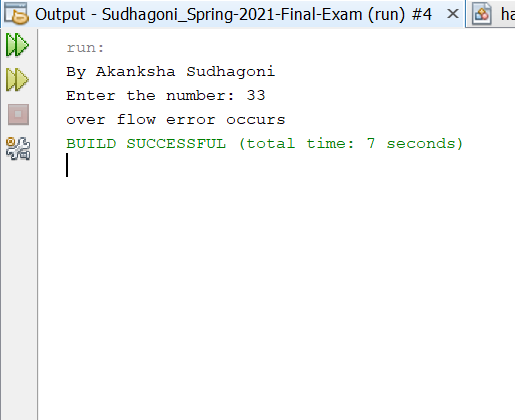 Output - Sudhagoni_Spring-2021-Final-Exam (run) #4
run:
By Akanksha Sudhagoni
Enter the number: 33
over flow error occurs
BUILD SUCCESSFUL (total time: 7 seconds)